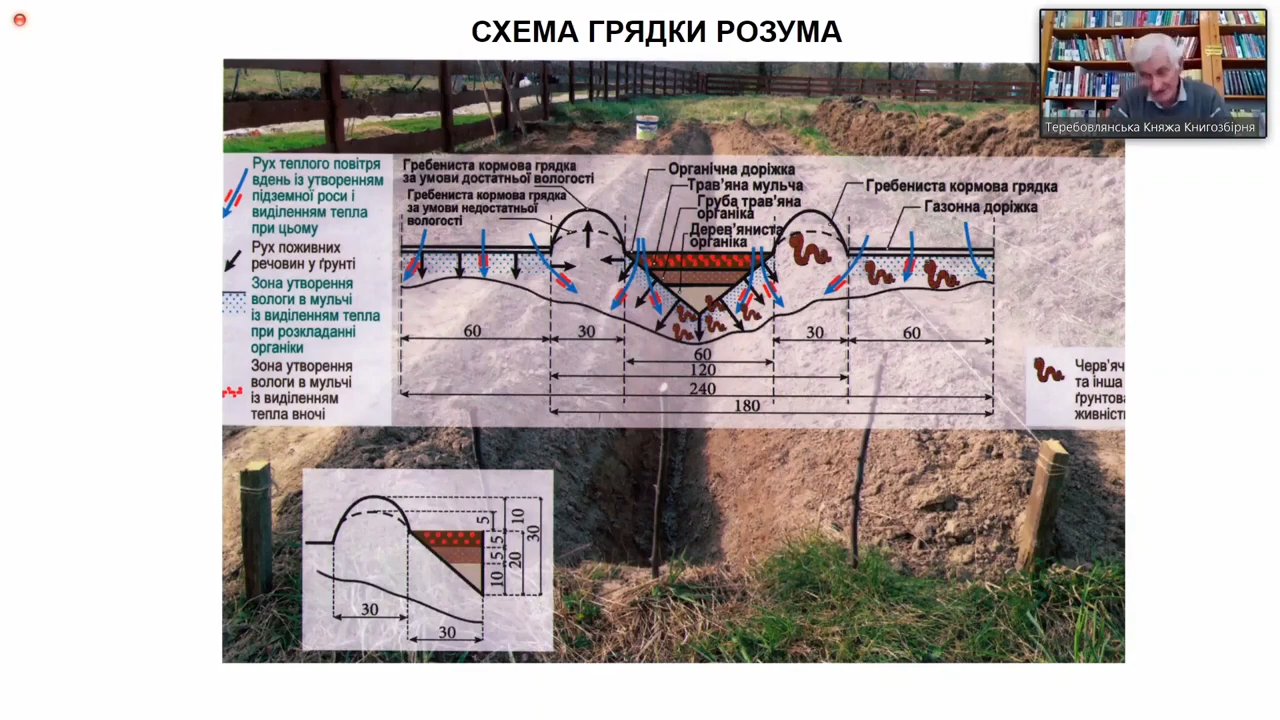 СХЕМА ГРЯДКИ РОЗУМА
Теребовлянська Княжа Книгозбірня
Рух теплого повітря
вдень із утворенням
підземної роси і
виділенням тепла
при цьому
Рух поживних
речовин у ґрунті
Зона утворення
вологи в мульчі
із виділенням тепла
при розкладанні
органіки
Зона утворення
вологи в мульчі
із виділенням
тепла вночі
Гребениста кормова грядка
за умови достатньої вологості
Гребениста кормова грядка
за умови недостатньої
вологості
Органічна доріжка
Трав'яна мульча
Груба трав'яна
органіка
Дерев'яниста
органіка
Гребениста кормова грядка
Газонна доріжка
60
30
30
60
60
120
240
180
Черв'яч
та інша
ґрунтова
живніст
5
10
30
5
5
20
10
30
30